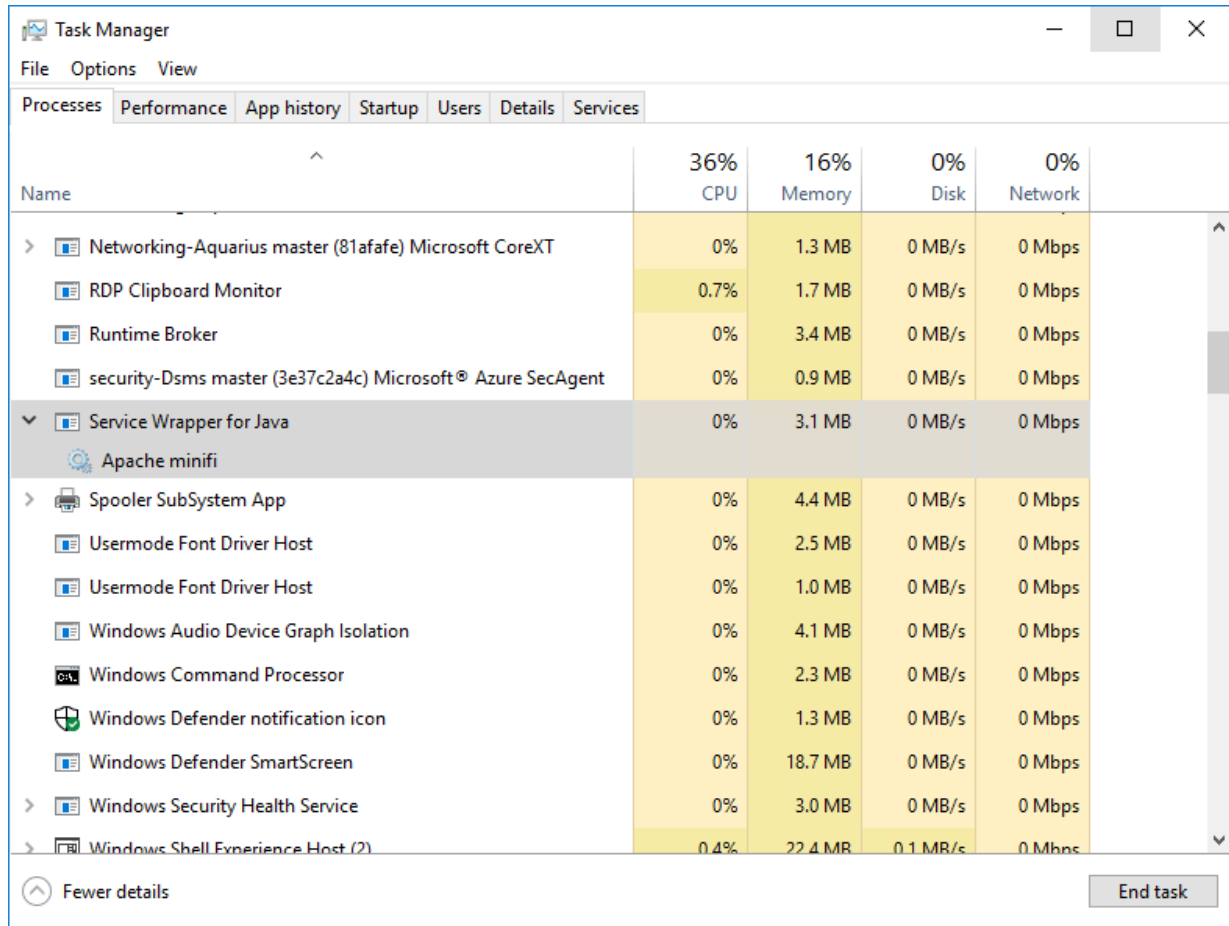 Task Manager
File Options View
Processes Performance App history Startup Users Details Services
36% 16% 0% 0%
Name CPU Memory Disk Network
Networking-Aquarius master (81afafe) Microsoft CoreXT 0% 1.3 MB 0 MB/s 0 Mbps
RDP Clipboard Monitor 0.7% 1.7 MB 0 MB/s 0 Mbps
Runtime Broker 0% 3.4 MB 0 MB/s 0 Mbps
security-Dsms master (3e37c2a4c) Microsoft® Azure SecAgent 0% 0.9 MB 0 MB/s 0 Mbps
Service Wrapper for Java 0% 3.1 MB 0 MB/s 0 Mbps
Apache minifi
Spooler SubSystem App 0% 4.4 MB 0 MB/s 0 Mbps
Usermode Font Driver Host 0% 2.5 MB 0 MB/s 0 Mbps
Usermode Font Driver Host 0% 1.0 MB 0 MB/s 0 Mbps
Windows Audio Device Graph Isolation 0% 4.1 MB 0 MB/s 0 Mbps
Windows Command Processor 0% 2.3 MB 0 MB/s 0 Mbps
Windows Defender notification icon 0% 1.3 MB 0 MB/s 0 Mbps
Windows Defender SmartScreen 0% 18.7 MB 0 MB/s 0 Mbps
Windows Security Health Service 0% 3.0 MB 0 MB/s 0 Mbps
Windows Shell Experience Host (2) 0.4% 22.4 MB 0.1 MB/s 0 Mbps
Fewer details End task